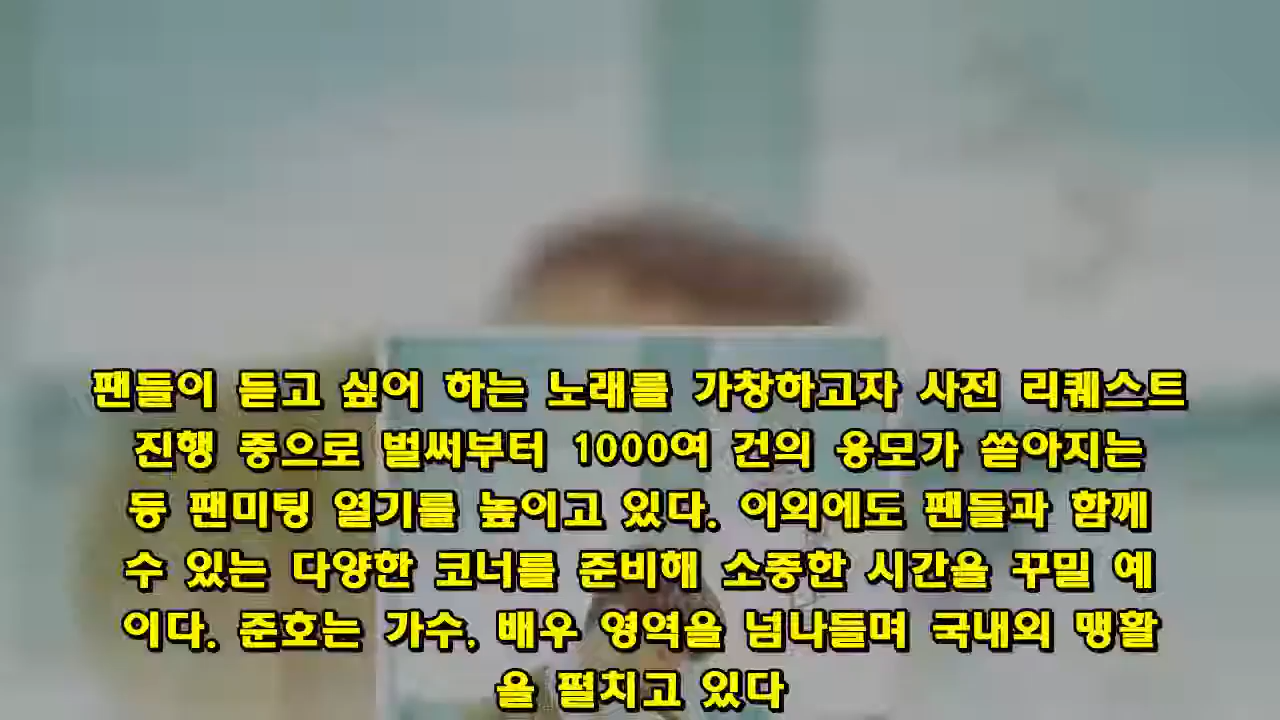 팬들이 듣고 싶어 하는 노래를 가창하고자 사전 리퀘스트
진행 중으로 벌써부터 1000여 건의 응모가 쏟아지는
등 팬미팅 열기를 높이고 있다. 이외에도 팬들과 함께
수 있는 다양한 코너를 준비해 소중한 시간을 꾸밀 예
이다. 준호는 가수, 배우 영역을 넘나들며 국내외 맹활
을 펼치고 있다